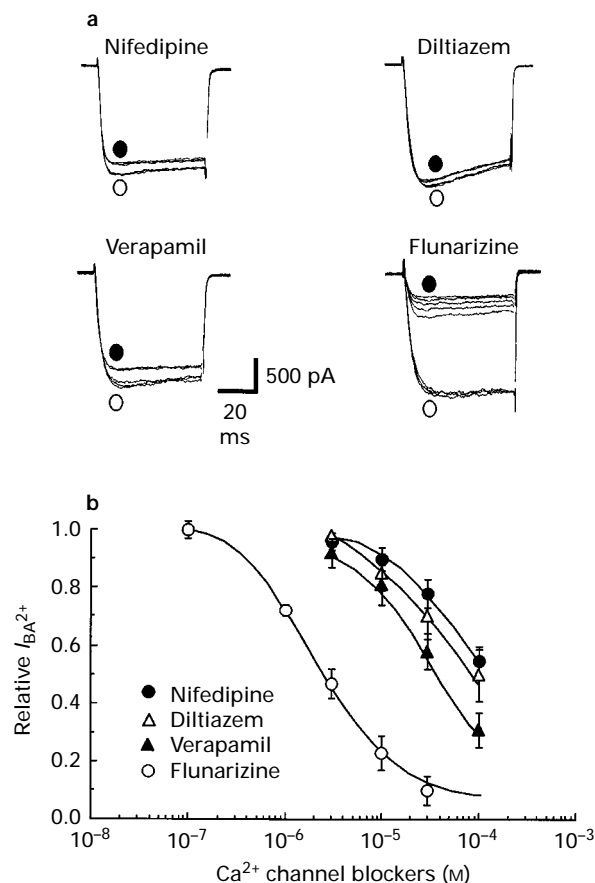 a
Nifedipine
Diltiazem
Verapamil
Flunarizine
500 pA
20
ms
b
Relative I_BA²⁺
1.0
0.8
0.6
0.4
0.2
0.0
Nifedipine
Diltiazem
Verapamil
Flunarizine
10⁻⁸
10⁻⁷
10⁻⁶
10⁻⁵
10⁻⁴
10⁻³
Ca²⁺ channel blockers (M)